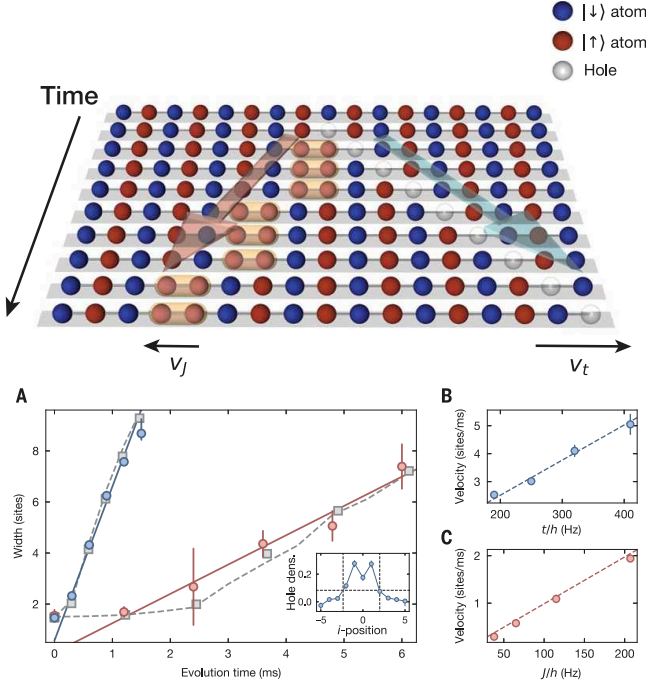 |↓⟩ atom
|↑⟩ atom
Hole
Time
v_J
v_t
A
Width (sites)
8
6
4
2
0
1
2
3
4
5
6
Evolution time (ms)
Hole dens.
0.2
0.0
−5
0
5
i-position
B
Velocity (sites/ms)
5
4
3
200
300
400
t/h (Hz)
C
Velocity (sites/ms)
2
1
50
100
150
200
J/h (Hz)